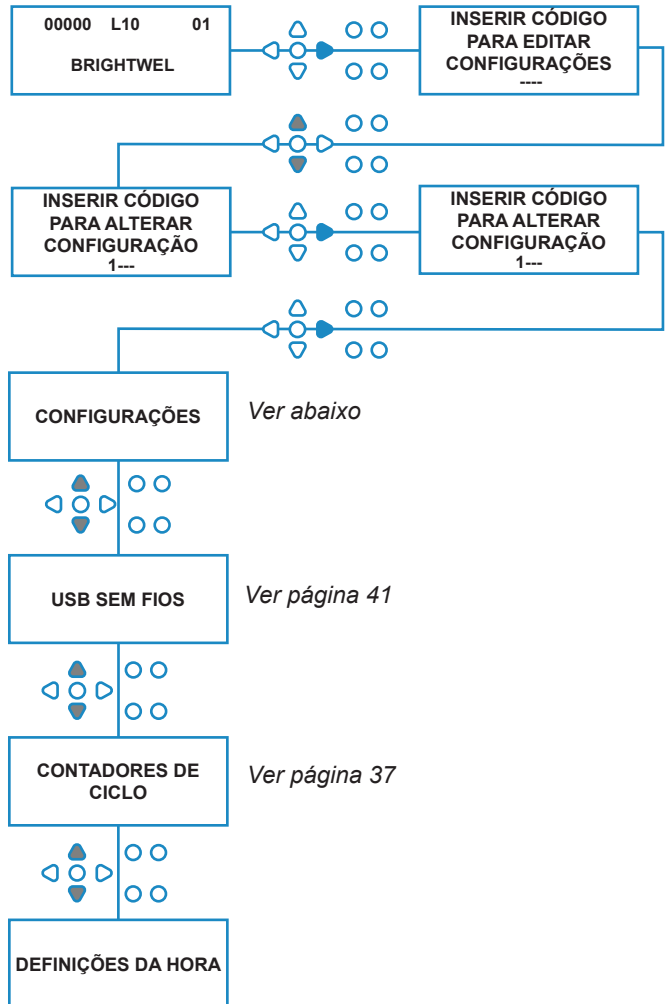 00000 L10 01
BRIGHTWEL
INSERIR CÓDIGO
PARA EDITAR
CONFIGURAÇÕES
----
INSERIR CÓDIGO
PARA ALTERAR
CONFIGURAÇÃO
1---
INSERIR CÓDIGO
PARA ALTERAR
CONFIGURAÇÃO
1---
CONFIGURAÇÕES
Ver abaixo
USB SEM FIOS
Ver página 41
CONTADORES DE
CICLO
Ver página 37
DEFINIÇÕES DA HORA